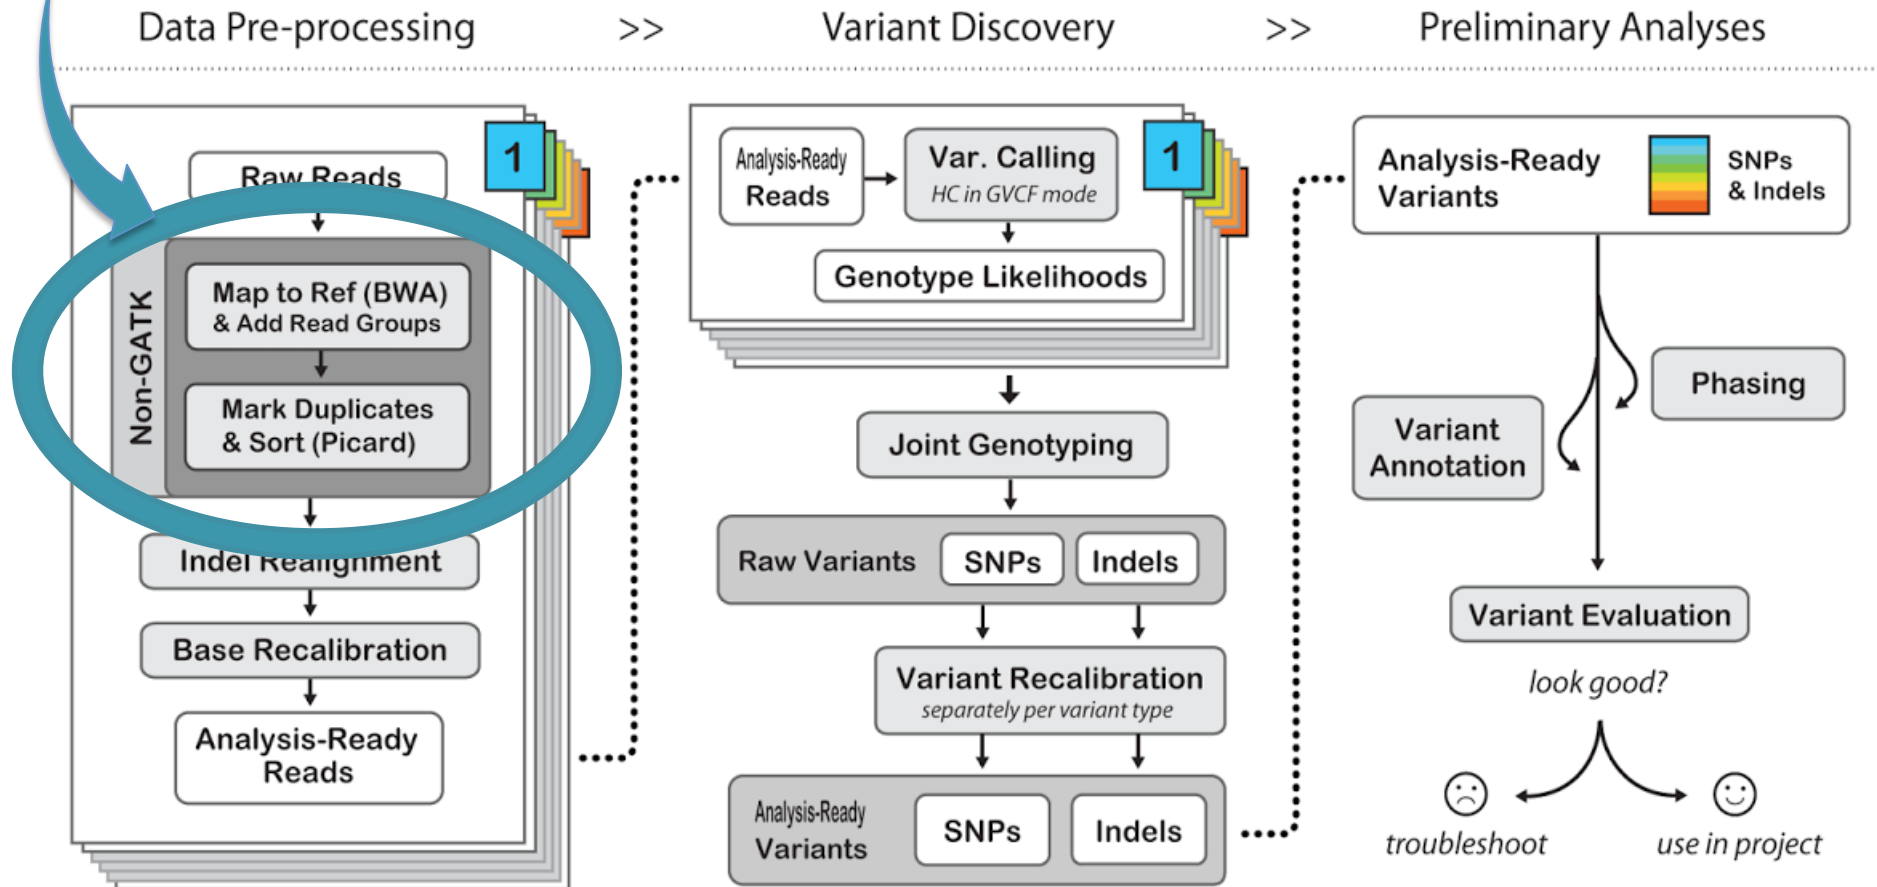 Data Pre-processing >> Variant Discovery >> Preliminary Analyses
1
Raw Reads
Non-GATK
Map to Ref (BWA)
& Add Read Groups
Mark Duplicates
& Sort (Picard)
Indel Realignment
Base Recalibration
Analysis-Ready
Reads
1
Analysis-Ready
Reads
Var. Calling
HC in GVCF mode
Genotype Likelihoods
Joint Genotyping
Raw Variants
SNPs
Indels
Variant Recalibration
separately per variant type
Analysis-Ready
Variants
SNPs
Indels
Analysis-Ready
Variants
SNPs
& Indels
Phasing
Variant
Annotation
Variant Evaluation
look good?
troubleshoot
use in project